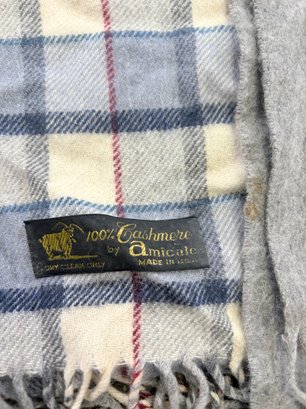 100% Cashmere
by amicale
DRY CLEAN ONLY
MADE IN U.S.A.